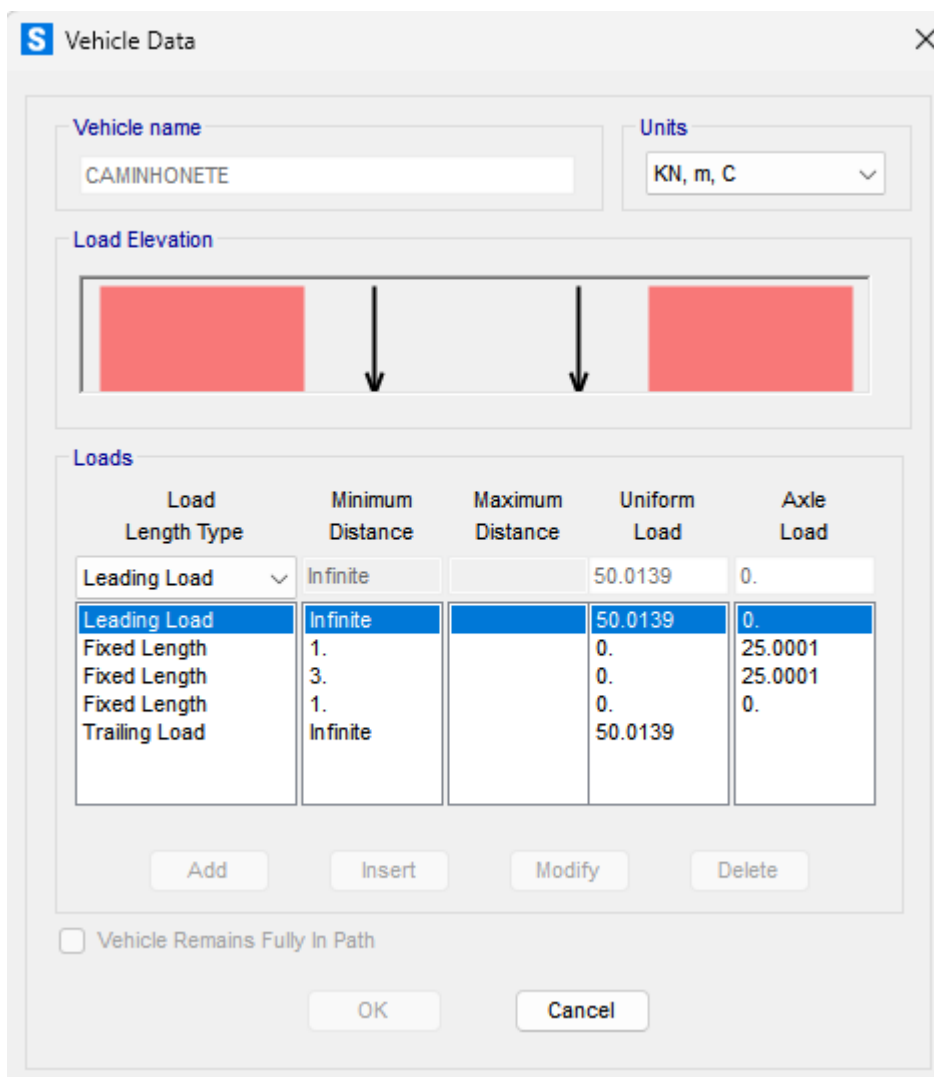 S Vehicle Data
Vehicle name
Units
CAMINHONETE
KN, m, C
Load Elevation
Loads
Load Length Type
Minimum Distance
Maximum Distance
Uniform Load
Axle Load
Leading Load Infinite 50.0139 0.
Leading Load Infinite 50.0139 0.
Fixed Length 1. 0. 25.0001
Fixed Length 3. 0. 25.0001
Fixed Length 1. 0. 0.
Trailing Load Infinite 50.0139
Add Insert Modify Delete
Vehicle Remains Fully In Path
OK Cancel